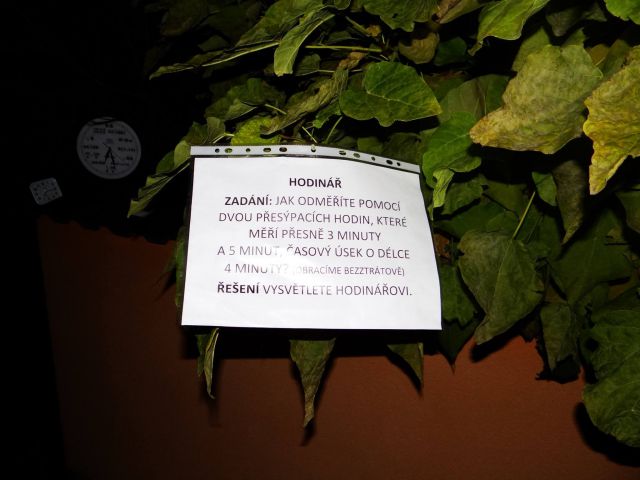 HODINÁŘ
ZADÁNÍ: JAK ODMĚŘÍTE POMOCÍ
DVOU PŘESÝPACÍCH HODIN, KTERÉ
MĚŘÍ PŘESNĚ 3 MINUTY
A 5 MINUT, ČASOVÝ ÚSEK O DÉLCE
4 MINUTY? (OBRACÍME BEZZTRÁTOVĚ)
ŘEŠENÍ VYSVĚTLETE HODINÁŘOVI.